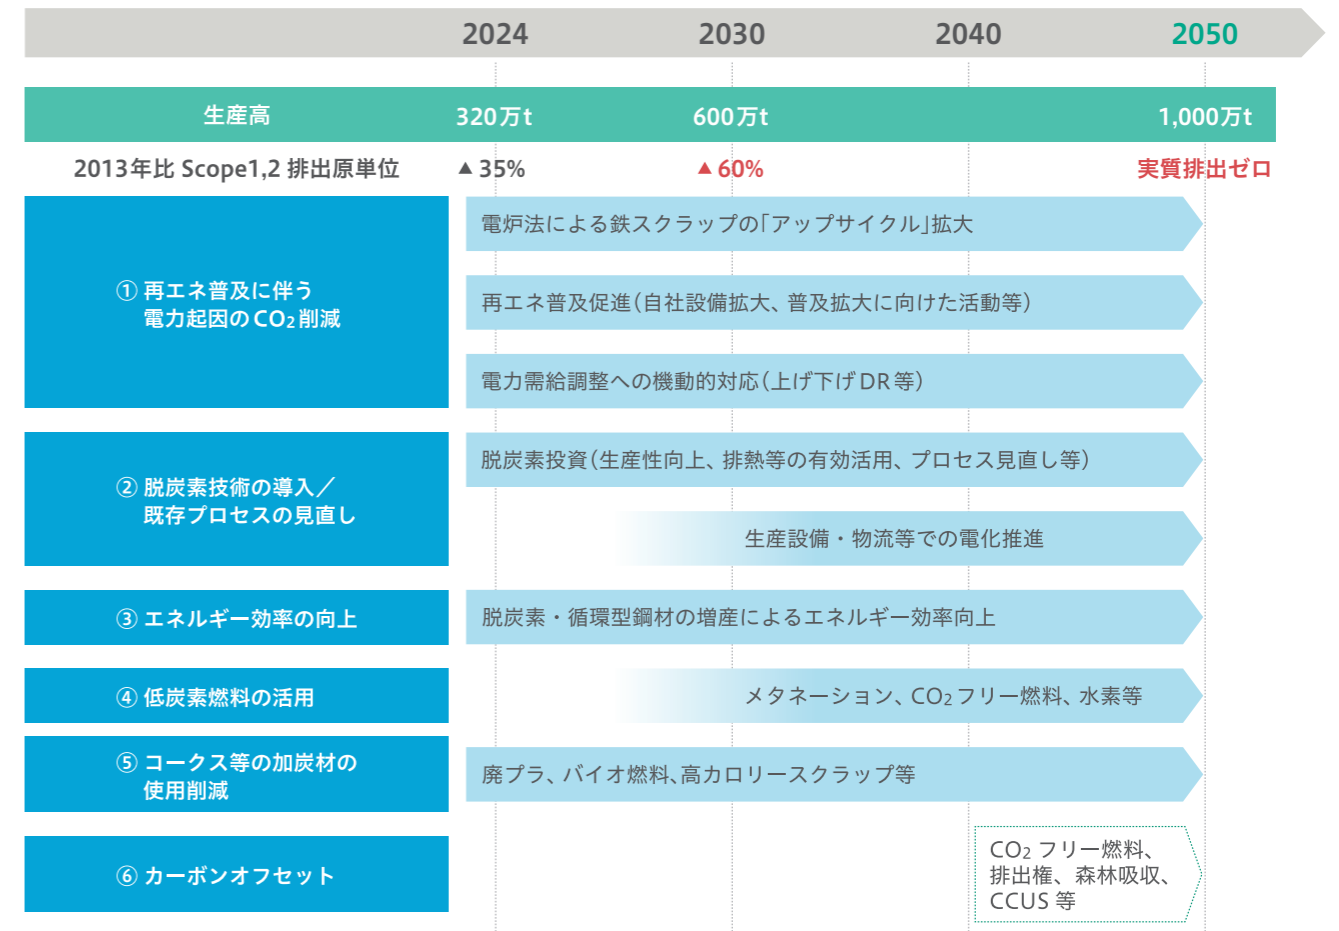 2024 2030 2040 2050
生産高 320万t 600万t 1,000万t
2013年比 Scope1,2 排出原単位 ▲35% ▲60% 実質排出ゼロ
① 再エネ普及に伴う
電力起因のCO₂削減
電炉法による鉄スクラップの「アップサイクル」拡大
再エネ普及促進(自社設備拡大、普及拡大に向けた活動等)
電力需給調整への機動的対応(上げ下げDR等)
② 脱炭素技術の導入／
既存プロセスの見直し
脱炭素投資(生産性向上、排熱等の有効活用、プロセス見直し等)
生産設備・物流等での電化推進
③ エネルギー効率の向上
脱炭素・循環型鋼材の増産によるエネルギー効率向上
④ 低炭素燃料の活用
メタネーション、CO₂フリー燃料、水素等
⑤ コークス等の加炭材の
使用削減
廃プラ、バイオ燃料、高カロリースクラップ等
⑥ カーボンオフセット
CO₂ フリー燃料、
排出権、森林吸収、
CCUS 等